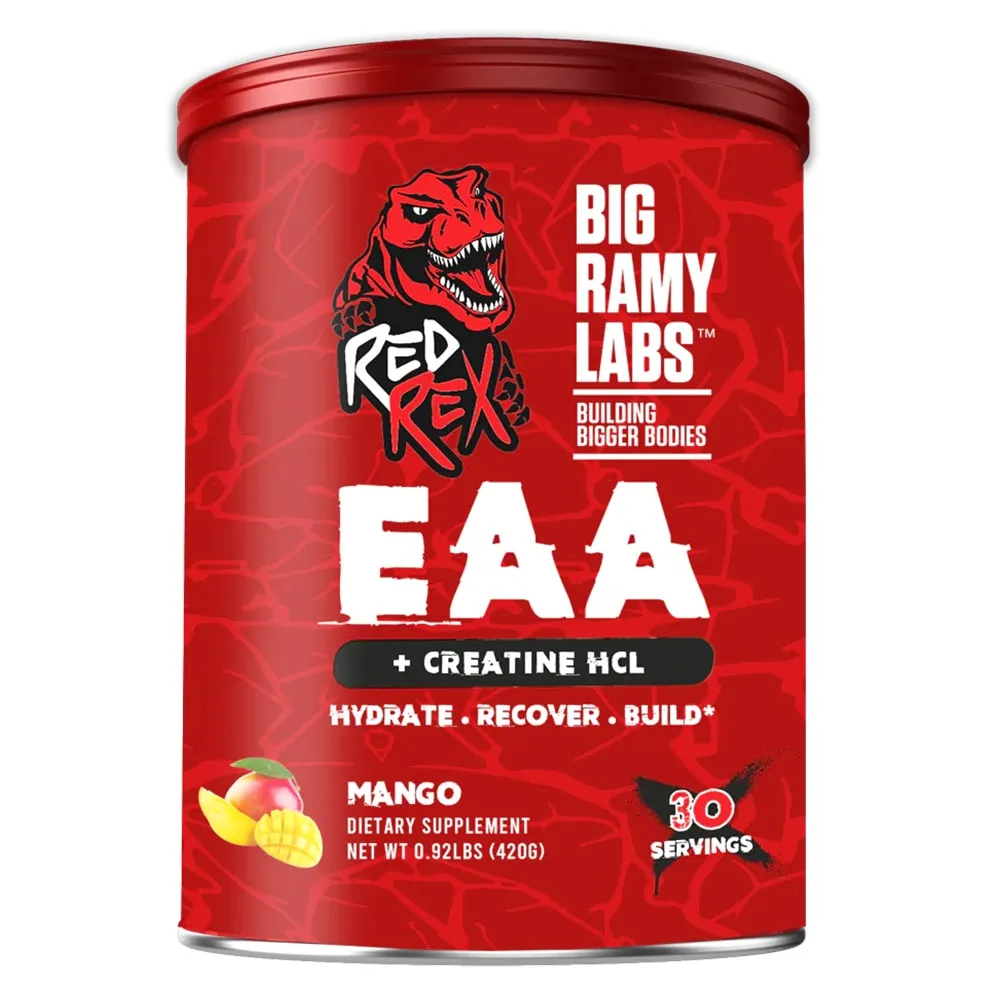 RED
REX
BIG
RAMY
LABS™
BUILDING
BIGGER BODIES
EAA
+ CREATINE HCL
HYDRATE . RECOVER . BUILD*
MANGO
DIETARY SUPPLEMENT
NET WT 0.92LBS (420G)
30
SERVINGS